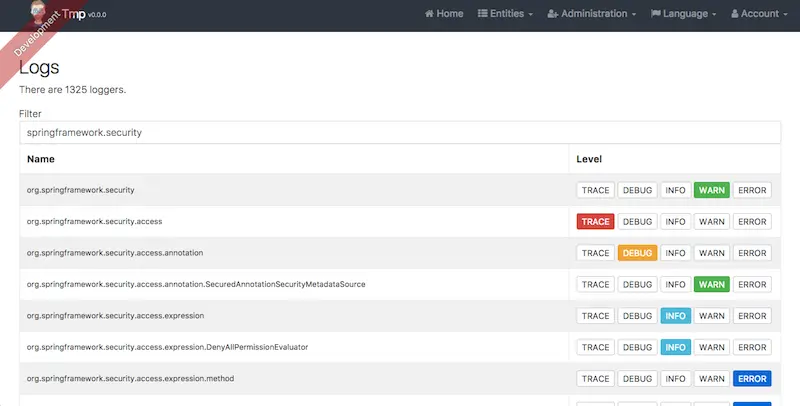 Development
Tmp v0.0.0
Home Entities Administration Language Account
Logs
There are 1325 loggers.
Filter
springframework.security
Name Level
org.springframework.security TRACE DEBUG INFO WARN ERROR
org.springframework.security.access TRACE DEBUG INFO WARN ERROR
org.springframework.security.access.annotation TRACE DEBUG INFO WARN ERROR
org.springframework.security.access.annotation.SecuredAnnotationSecurityMetadataSource TRACE DEBUG INFO WARN ERROR
org.springframework.security.access.expression TRACE DEBUG INFO WARN ERROR
org.springframework.security.access.expression.DenyAllPermissionEvaluator TRACE DEBUG INFO WARN ERROR
org.springframework.security.access.expression.method TRACE DEBUG INFO WARN ERROR